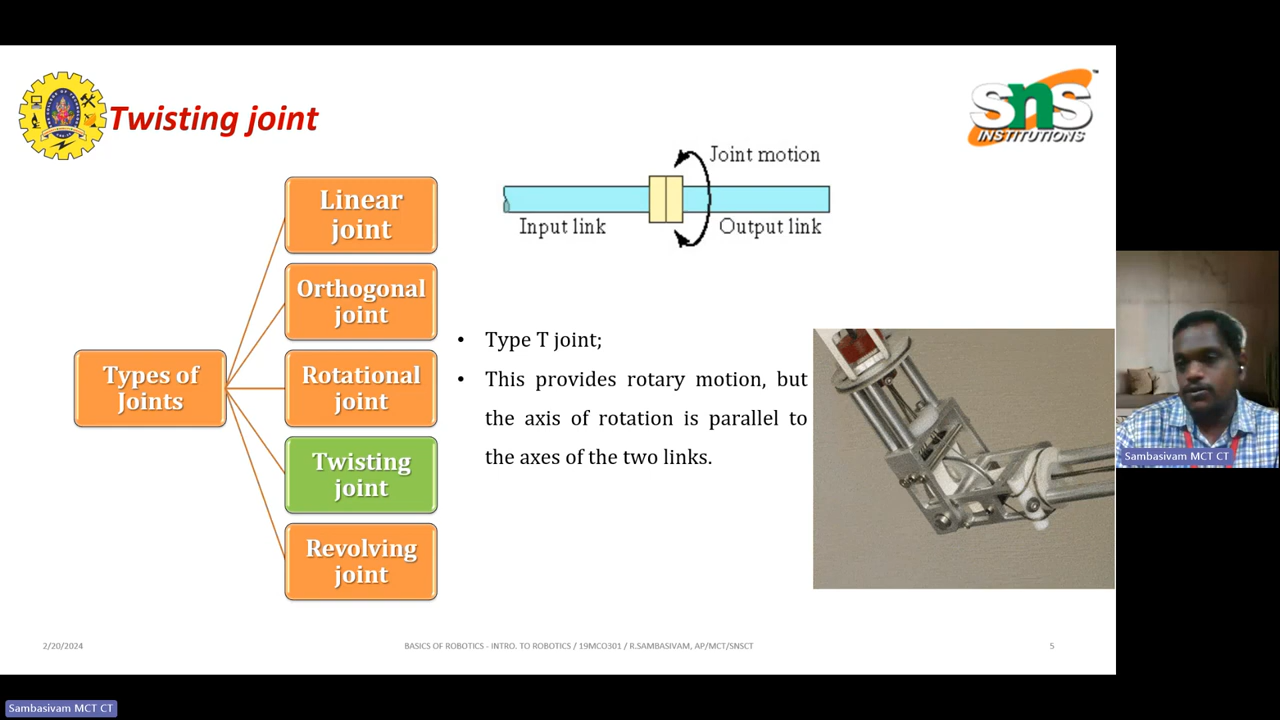 Twisting joint
SNS
INSTITUTIONS
Joint motion
Input link
Output link
Types of
Joints
Linear
joint
Orthogonal
joint
Rotational
joint
Twisting
joint
Revolving
joint
• Type T joint;
• This provides rotary motion, but
the axis of rotation is parallel to
the axes of the two links.
Sambasivam MCT CT
2/20/2024
BASICS OF ROBOTICS - INTRO. TO ROBOTICS / 19MCO301 / R.SAMBASIVAM, AP/MCT/SNSCT
5
Sambasivam MCT CT